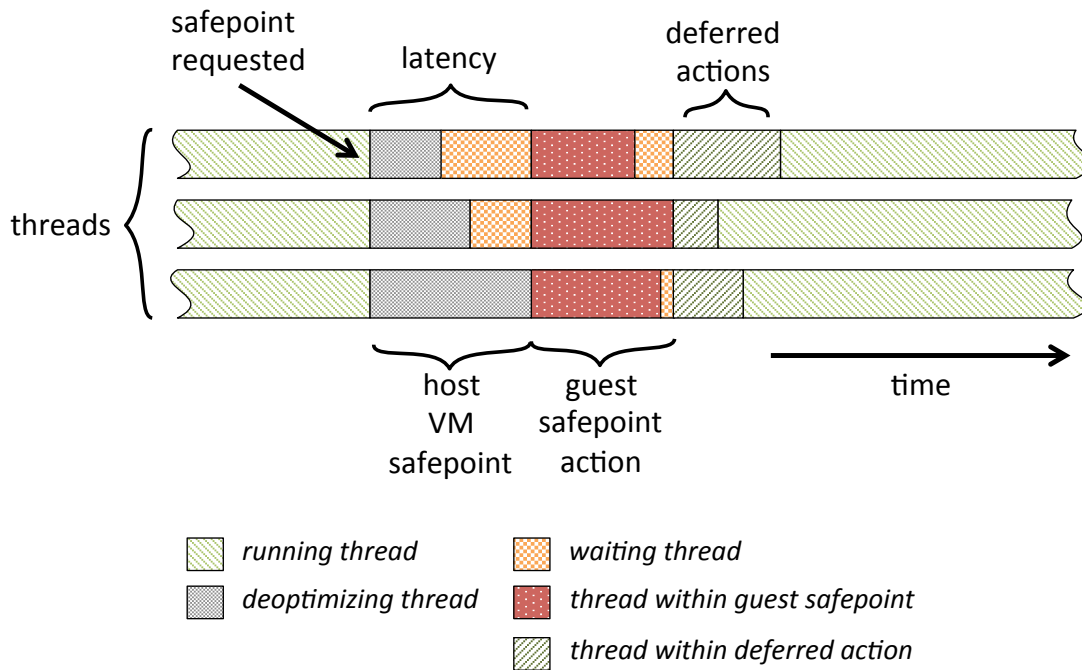 safepoint
requested
latency
deferred
actions
threads
host
VM
safepoint
guest
safepoint
action
time
running thread
waiting thread
deoptimizing thread
thread within guest safepoint
thread within deferred action